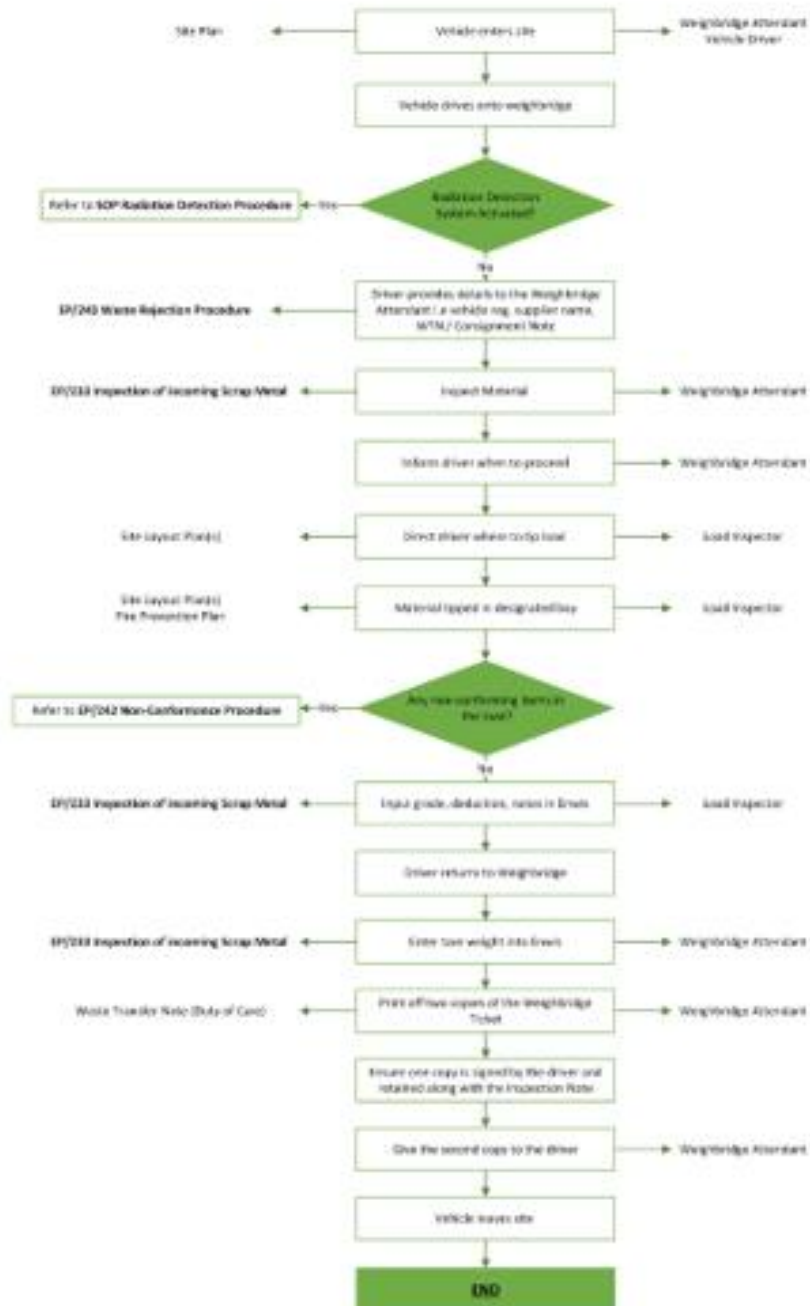 Site Plan
Vehicle enters site
Weighbridge Attendant
Vehicle Driver
Vehicle drives onto weighbridge
Radiation Detection
System Actuated?
Yes
Refer to SOP Radiation Detection Procedure
No
Driver provides details to the Weighbridge
Attendant i.e vehicle reg, supplier name,
WTN / Consignment Note
EP/243 Waste Rejection Procedure
EP/233 Inspection of Incoming Scrap Metal
Inspect Material
Weighbridge Attendant
Inform driver when to proceed
Weighbridge Attendant
Site Layout Plan(s)
Direct driver where to tip load
Load Inspector
Site Layout Plan(s)
Fire Prevention Plan
Material tipped in designated bay
Load Inspector
Any non-conforming items in
the load?
Yes
Refer to EP/242 Non-Conformance Procedure
No
EP/233 Inspection of Incoming Scrap Metal
Input grade, deduction, notes in
Load Inspector
Driver returns to Weighbridge
EP/233 Inspection of Incoming Scrap Metal
Enter tare weight into
Weighbridge Attendant
Waste Transfer Note (Duty of Care)
Print off two copies of the Weighbridge
Ticket
Weighbridge Attendant
Ensure one copy is signed by the driver and
retained along with the Inspection Note
Give the second copy to the driver
Weighbridge Attendant
Vehicle leaves site
END